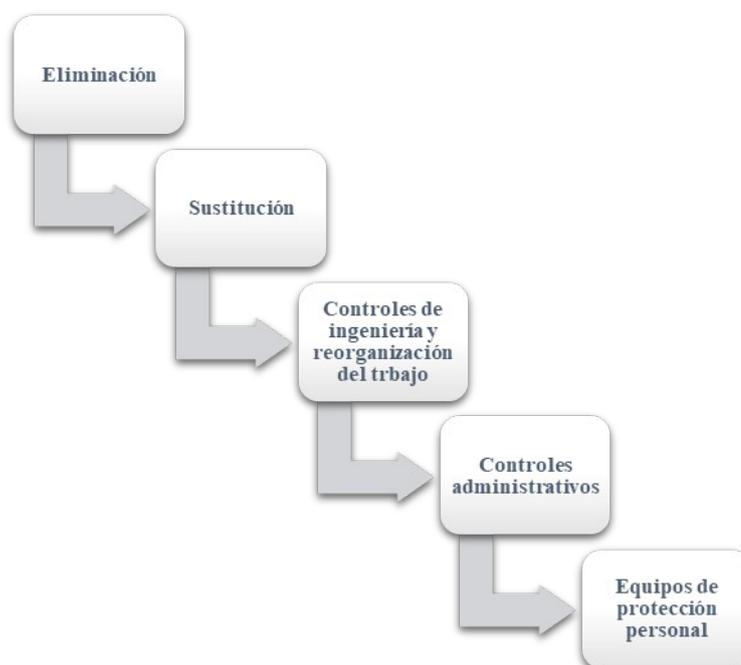 Eliminación
Sustitución
Controles de
ingeniería y
reorganización
del trbajo
Controles
administrativos
Equipos de
protección
personal